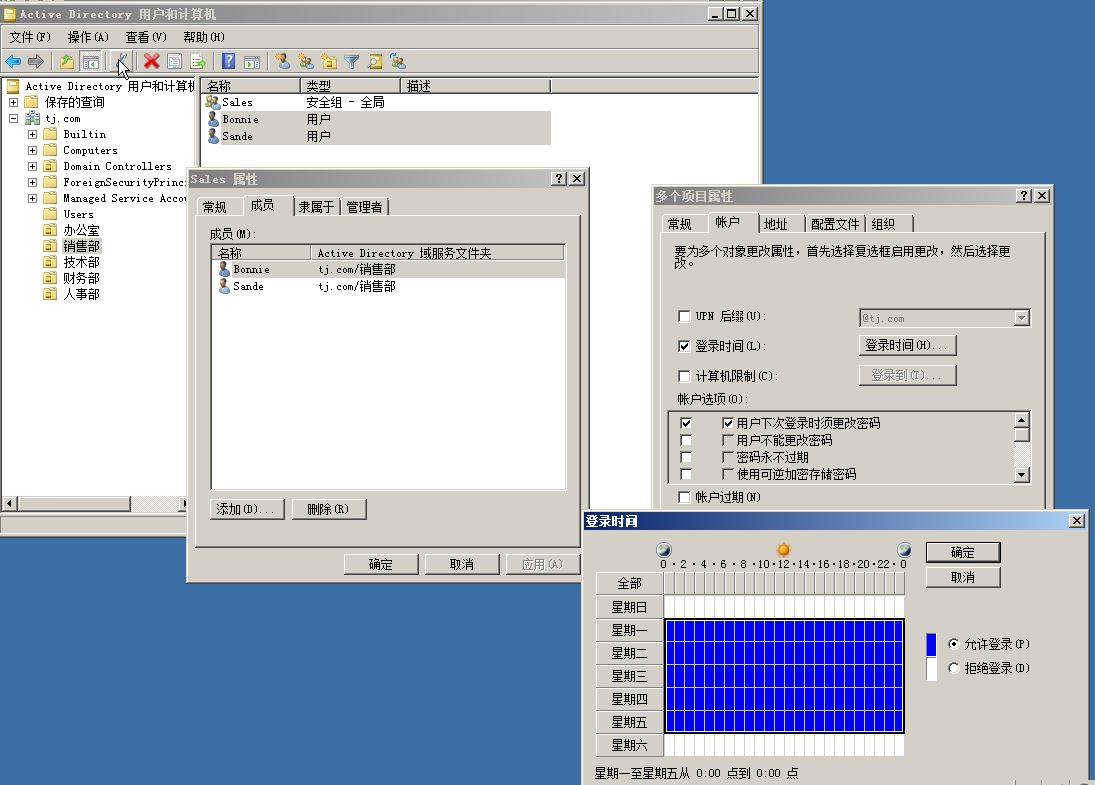 Active Directory 用户和计算机
文件(F) 操作(A) 查看(V) 帮助(H)
Active Directory 用户和计算机
保存的查询
tj.com
Builtin
Computers
Domain Controllers
ForeignSecurityPrinc
Managed Service Accou
Users
办公室
销售部
技术部
财务部
人事部
名称 类型 描述
Sales 安全组 - 全局
Bonnie 用户
Sande 用户
Sales 属性
常规 成员 隶属于 管理者
成员(M):
名称 Active Directory 域服务文件夹
Bonnie tj.com/销售部
Sande tj.com/销售部
添加(D)... 删除(R)
确定 取消 应用(A)
多个项目属性
常规 帐户 地址 配置文件 组织
要为多个对象更改属性，首先选择复选框启用更改，然后选择更
改。
UPN 后缀(U): @tj.com
登录时间(L): 登录时间(H)...
计算机限制(C): 登录到(T)...
帐户选项(O):
用户下次登录时须更改密码
用户不能更改密码
密码永不过期
使用可逆加密存储密码
帐户过期(N)
登录时间
0·2·4·6·8·10·12·14·16·18·20·22·0
全部
星期日
星期一
星期二
星期三
星期四
星期五
星期六
确定
取消
允许登录(P)
拒绝登录(D)
星期一至星期五从 0:00 点到 0:00 点